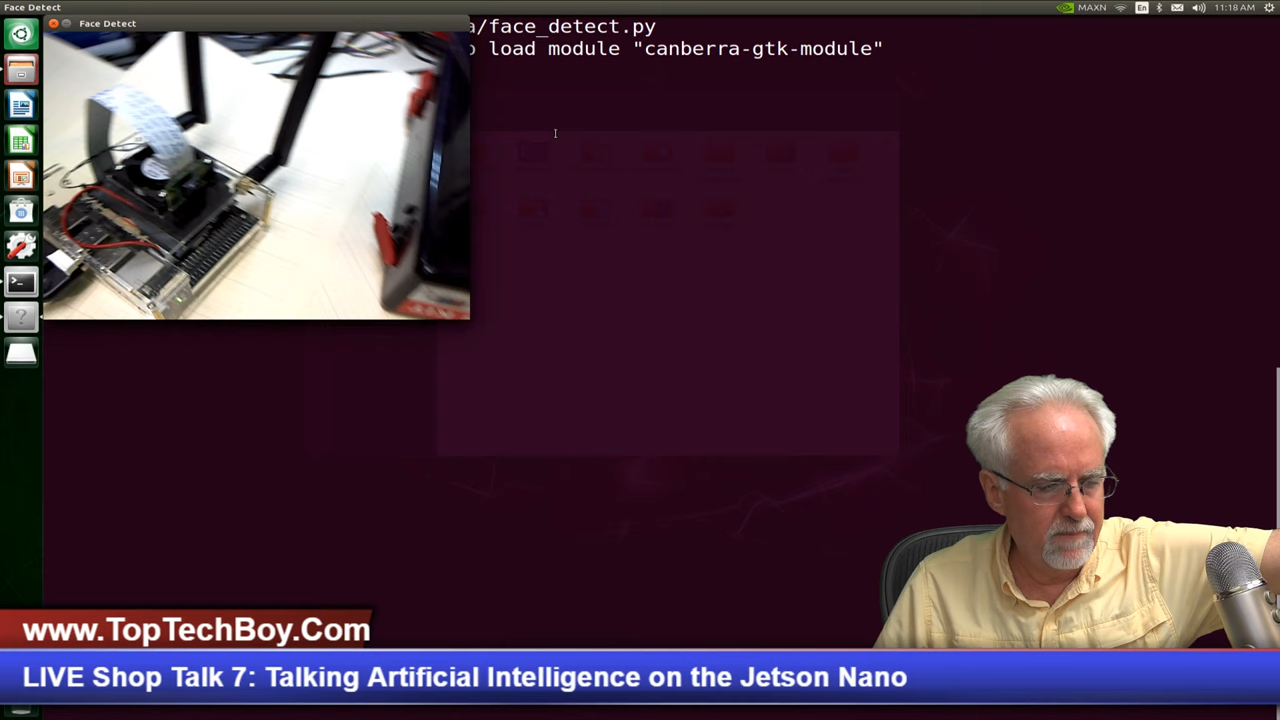 Face Detect
MAXN En 11:18 AM
Face Detect
a/face_detect.py
o load module "canberra-gtk-module"
www.TopTechBoy.Com
LIVE Shop Talk 7: Talking Artificial Intelligence on the Jetson Nano